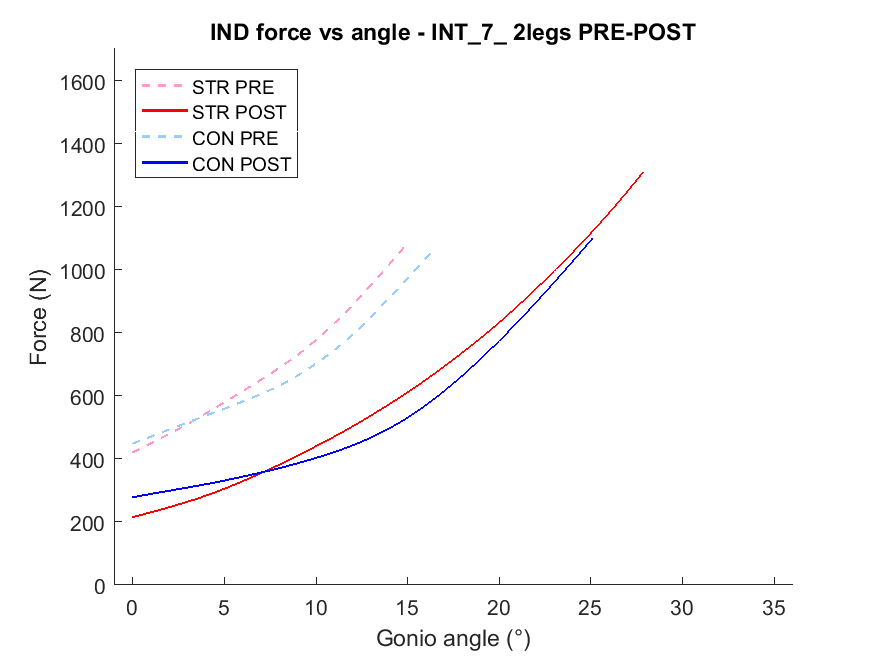 IND force vs angle - INT_7_ 2legs PRE-POST
STR PRE
STR POST
CON PRE
CON POST
1600
1400
1200
1000
800
600
400
200
0
Force (N)
0 5 10 15 20 25 30 35
Gonio angle (°)